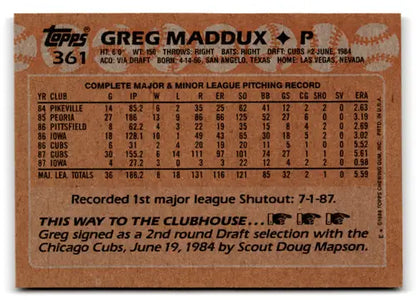 Topps
361
GREG MADDUX ✦ P
HT: 6'0" WT: 150 THROWS: RIGHT BATS: RIGHT DRAFT: CUBS #2-JUNE, 1984
ACQ: VIA DRAFT BORN: 4-14-66, SAN ANGELO, TEXAS HOME: LAS VEGAS, NEVADA
COMPLETE MAJOR & MINOR LEAGUE PITCHING RECORD
YR CLUB G IP W L R ER SO BB GS CG SHO SV ERA
84 PIKEVILLE 14 85.2 6 2 35 25 62 41 12 2 2 0 2.63
85 PEORIA 27 186 13 9 86 66 125 52 27 6 0 0 3.19
86 PITTSFIELD 8 63.2 4 3 22 19 35 15 8 4 2 0 2.69
86 IOWA 18 128.1 10 1 49 43 65 30 18 5 2 0 3.02
86 CUBS 6 31 2 4 20 19 20 11 5 1 0 0 5.52
87 CUBS 30 155.2 6 14 111 97 101 74 27 1 1 0 5.61
87 IOWA 4 27.2 3 0 3 3 22 12 4 2 2 0 0.98
MAJ. LEA. TOTALS 36 186.2 8 18 131 116 121 85 32 2 1 0 5.59
Recorded 1st major league Shutout: 7-1-87.
THIS WAY TO THE CLUBHOUSE...
Greg signed as a 2nd round Draft selection with the
Chicago Cubs, June 19, 1984 by Scout Doug Mapson.